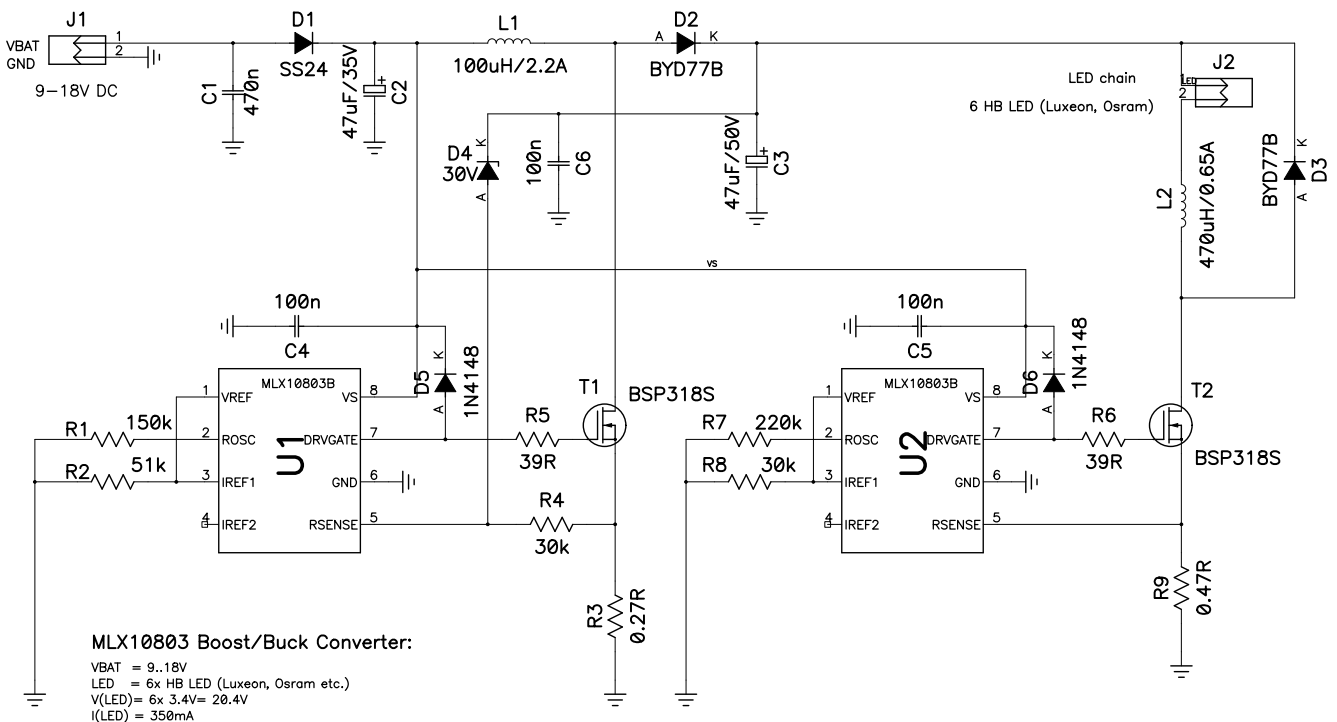 J1
VBAT 1
GND 2
9-18V DC
D1
SS24
C1
470n
47uF/35V
C2
L1
100uH/2.2A
D2
A K
BYD77B
LED chain
6 HB LED (Luxeon, Osram)
J2
1 LED
2
K
BYD77B
D3
A
D4
K
30V
A
100n
C6
47uF/50V
C3
L2
470uH/0.65A
VS
100n
C4
K
D5
1N4148
A
MLX10803B
U1
1 VREF
2 ROSC
3 IREF1
4 IREF2
VS 8
DRVGATE 7
GND 6
RSENSE 5
R1 150k
R2 51k
R5
39R
T1
BSP318S
R4
30k
R3
0.27R
100n
C5
K
D6
1N4148
A
MLX10803B
U2
1 VREF
2 ROSC
3 IREF1
4 IREF2
VS 8
DRVGATE 7
GND 6
RSENSE 5
R7 220k
R8 30k
R6
39R
T2
BSP318S
R9
0.47R
MLX10803 Boost/Buck Converter:
VBAT = 9..18V
LED = 6x HB LED (Luxeon, Osram etc.)
V(LED)= 6x 3.4V= 20.4V
I(LED) = 350mA